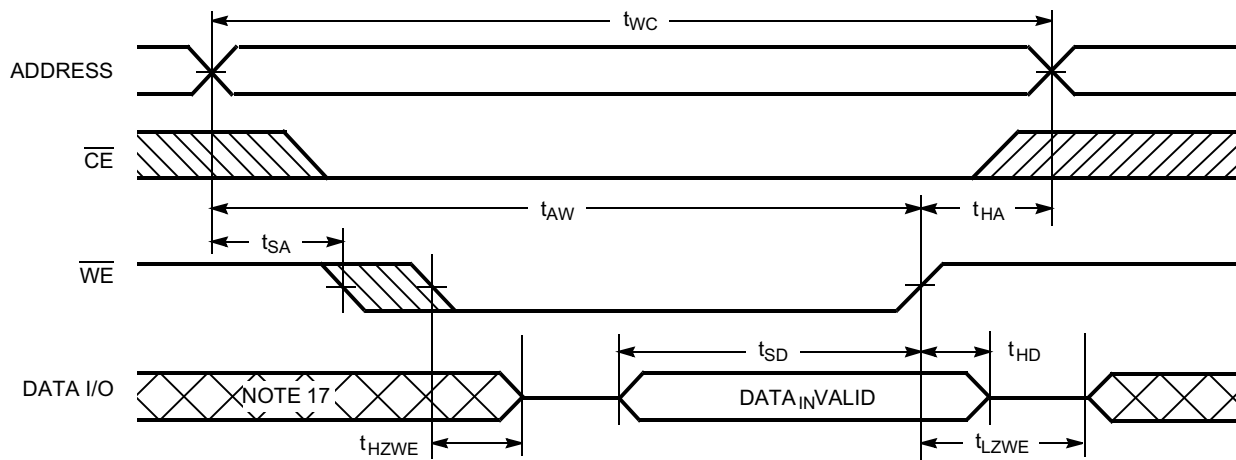 tWC
ADDRESS
CE
tAW
tHA
tSA
WE
tSD
tHD
DATA I/O
NOTE 17
DATAINVALID
tHZWE
tLZWE